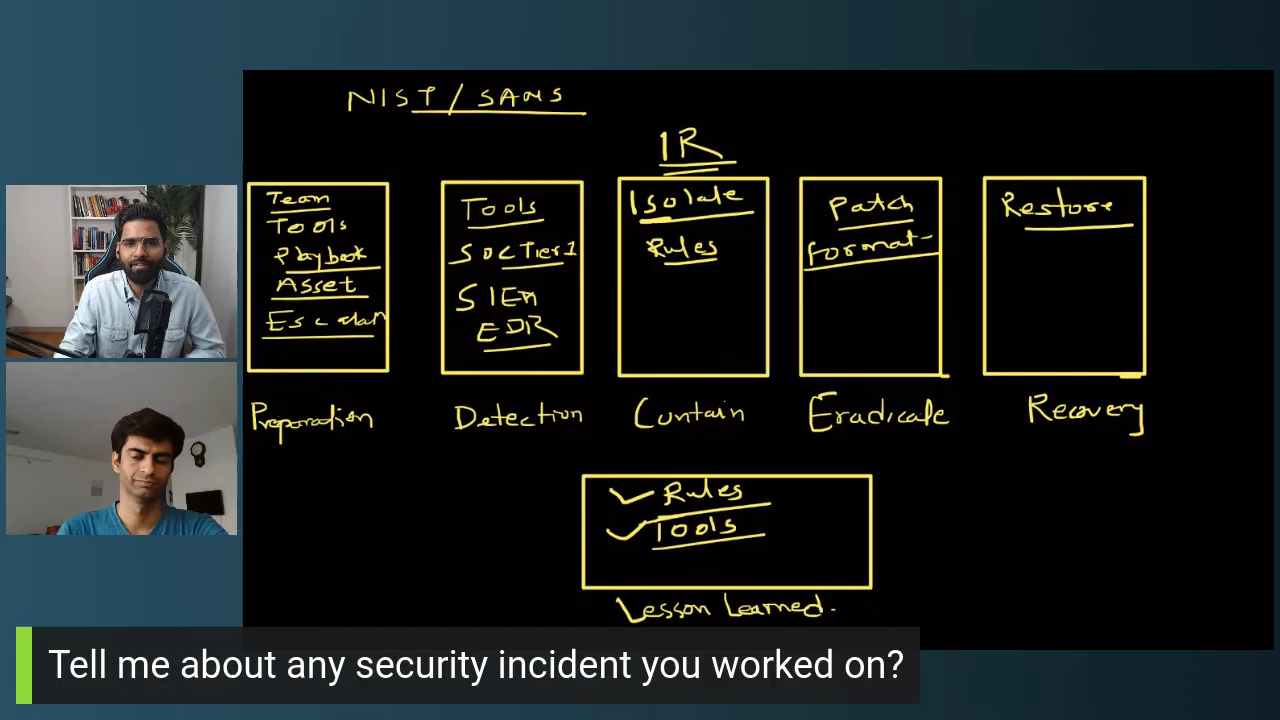 NIST / SANS
IR
Team
Tools
Playbook
Asset
Tools
SOC Tier 1
SIEM
EDR
Isolate
Rules
Patch
Format
Restore
Preparation
Detection
Contain
Eradicate
Recovery
✓ Rules
✓ Tools
Lesson Learned.
Tell me about any security incident you worked on?